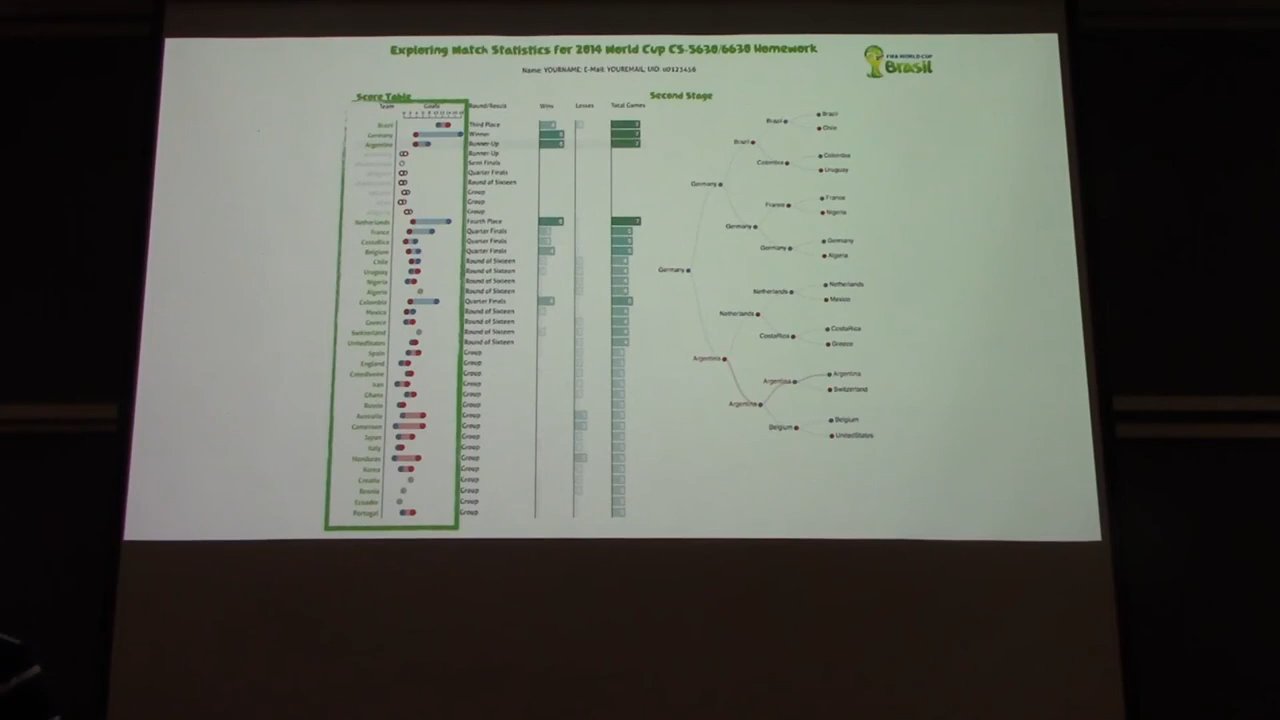 Exploring Match Statistics for 2014 World Cup CS-5630/6630 Homework
Name: YOURNAME; E-Mail: YOUREMAIL; UID: u0123456
FIFA WORLD CUP
Brasil
Score Table
Team Goals Round/Result Wins Losses Total Games
Brazil Third Place
Germany Winner
Argentina Runner-Up
Runner Up
Semi Finals
Quarter Finals
Round of Sixteen
Group
Group
Group
Netherlands Fourth Place
France Quarter Finals
CostaRica Quarter Finals
Belgium Quarter Finals
Chile Round of Sixteen
Uruguay Round of Sixteen
Nigeria Round of Sixteen
Algeria Round of Sixteen
Colombia Quarter Finals
Mexico Round of Sixteen
Greece Round of Sixteen
Switzerland Round of Sixteen
UnitedStates Round of Sixteen
Spain Group
England Group
Group
Iran Group
Ghana Group
Russia Group
Australia Group
Cameroon Group
Japan Group
Italy Group
Honduras Group
Korea Group
Croatia Group
Bosnia Group
Ecuador Group
Portugal Group
Second Stage
Brazil
Brazil
Chile
Brazil
Colombia
Colombia
Uruguay
Germany
France
France
Nigeria
Germany
Germany
Germany
Algeria
Germany
Netherlands
Netherlands
Mexico
Netherlands
CostaRica
CostaRica
Greece
Argentina
Argentina
Argentina
Switzerland
Argentina
Belgium
Belgium
UnitedStates